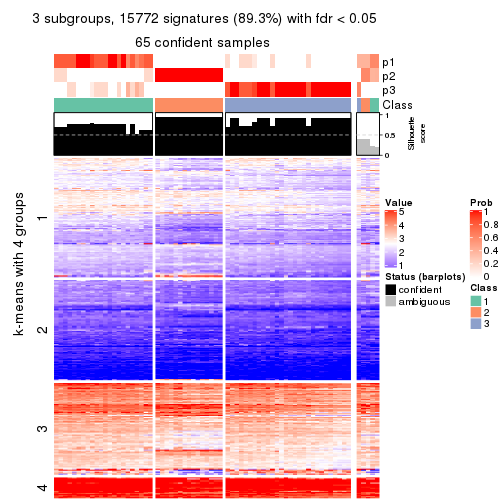 3 subgroups, 15772 signatures (89.3%) with fdr < 0.05
65 confident samples
p1
p2
p3
Class
1
0.5
0
Silhouette
score
k-means with 4 groups
1
2
3
4
Value
5
4
3
2
1
Status (barplots)
confident
ambiguous
Prob
1
0.8
0.6
0.4
0.2
0
Class
1
2
3